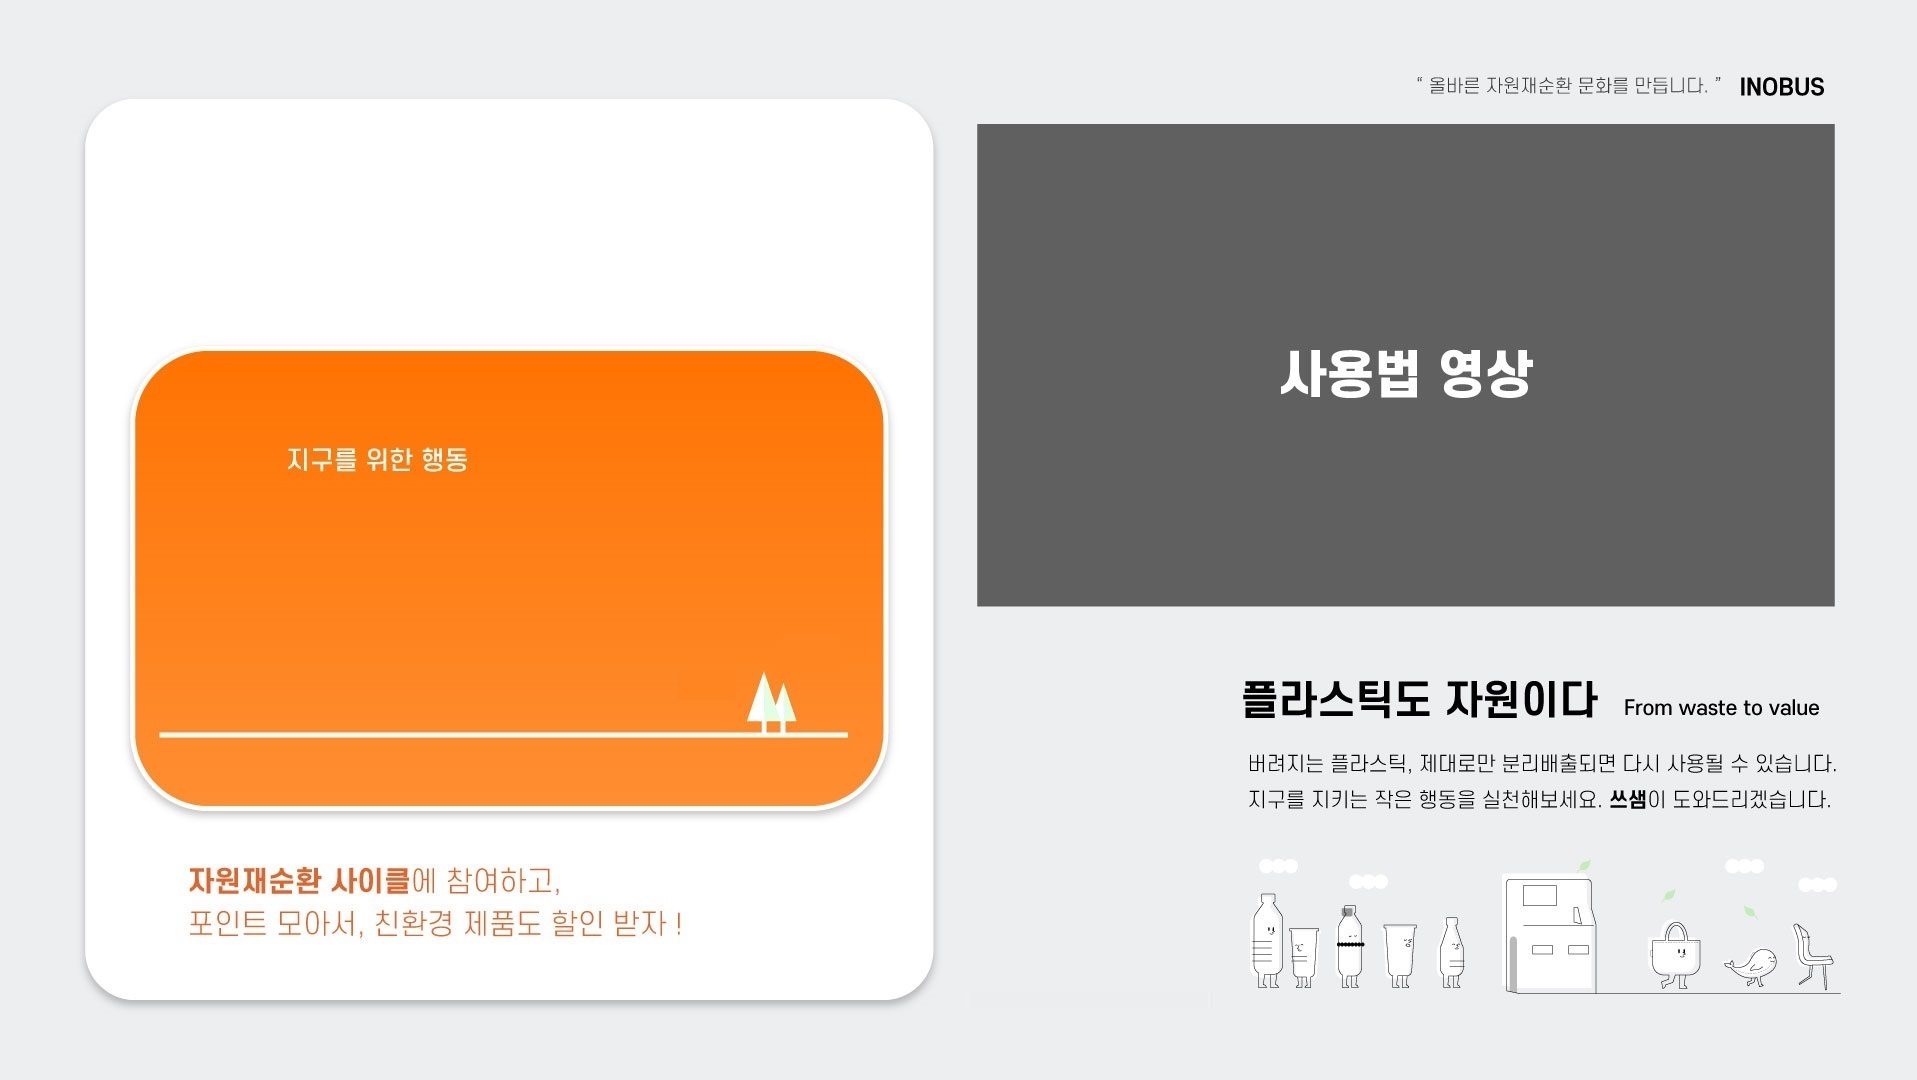 지구를 위한 행동
자원재순환 사이클에 참여하고,
포인트 모아서, 친환경 제품도 할인 받자 !
“ 올바른 자원재순환 문화를 만듭니다. ” INOBUS
사용법 영상
플라스틱도 자원이다 From waste to value
버려지는 플라스틱, 제대로만 분리배출되면 다시 사용될 수 있습니다.
지구를 지키는 작은 행동을 실천해보세요. 쓰샘이 도와드리겠습니다.